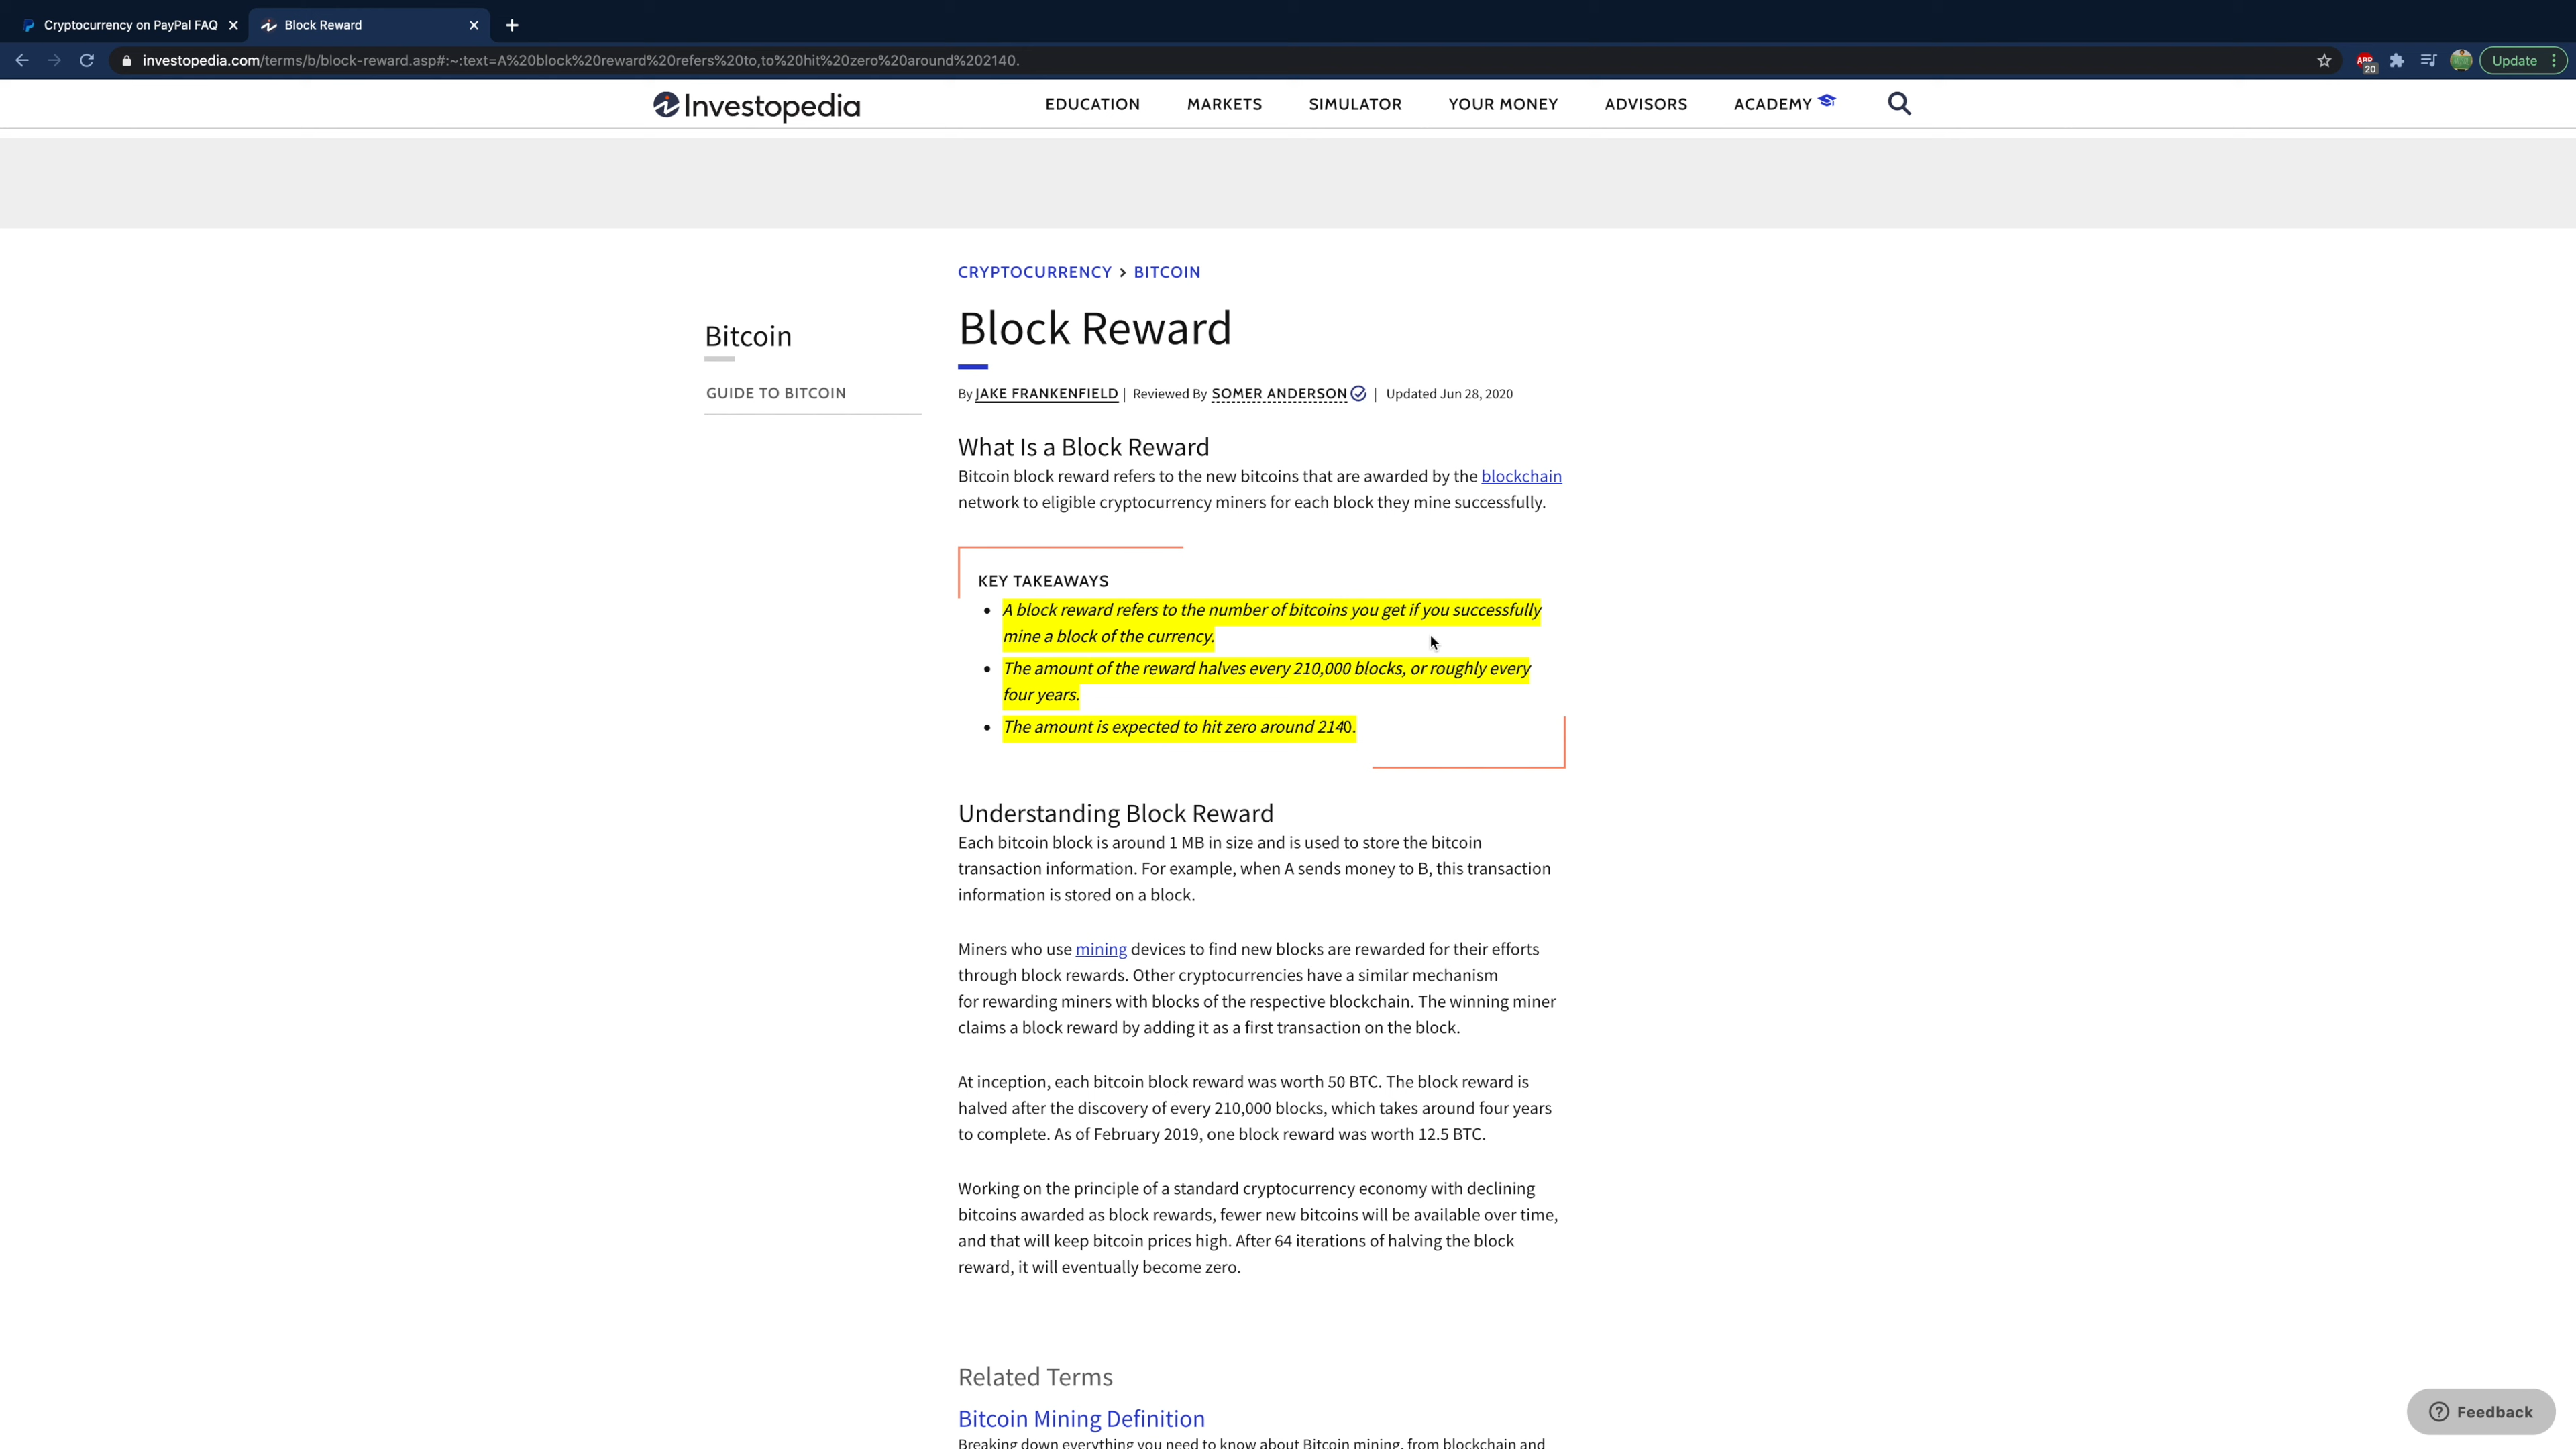 Cryptocurrency on PayPal FAQ
Block Reward
investopedia.com/terms/b/block-reward.asp#:~:text=A%20block%20reward%20refers%20to,to%20hit%20zero%20around%202140.
ABP
20
Update
Investopedia
EDUCATION
MARKETS
SIMULATOR
YOUR MONEY
ADVISORS
ACADEMY
CRYPTOCURRENCY > BITCOIN
Block Reward
Bitcoin
GUIDE TO BITCOIN
By JAKE FRANKENFIELD | Reviewed By SOMER ANDERSON | Updated Jun 28, 2020
What Is a Block Reward
Bitcoin block reward refers to the new bitcoins that are awarded by the blockchain
network to eligible cryptocurrency miners for each block they mine successfully.
KEY TAKEAWAYS
• A block reward refers to the number of bitcoins you get if you successfully
mine a block of the currency.
• The amount of the reward halves every 210,000 blocks, or roughly every
four years.
• The amount is expected to hit zero around 2140.
Understanding Block Reward
Each bitcoin block is around 1 MB in size and is used to store the bitcoin
transaction information. For example, when A sends money to B, this transaction
information is stored on a block.
Miners who use mining devices to find new blocks are rewarded for their efforts
through block rewards. Other cryptocurrencies have a similar mechanism
for rewarding miners with blocks of the respective blockchain. The winning miner
claims a block reward by adding it as a first transaction on the block.
At inception, each bitcoin block reward was worth 50 BTC. The block reward is
halved after the discovery of every 210,000 blocks, which takes around four years
to complete. As of February 2019, one block reward was worth 12.5 BTC.
Working on the principle of a standard cryptocurrency economy with declining
bitcoins awarded as block rewards, fewer new bitcoins will be available over time,
and that will keep bitcoin prices high. After 64 iterations of halving the block
reward, it will eventually become zero.
Related Terms
Bitcoin Mining Definition
Breaking down everything you need to know about Bitcoin mining, from blockchain and
Feedback